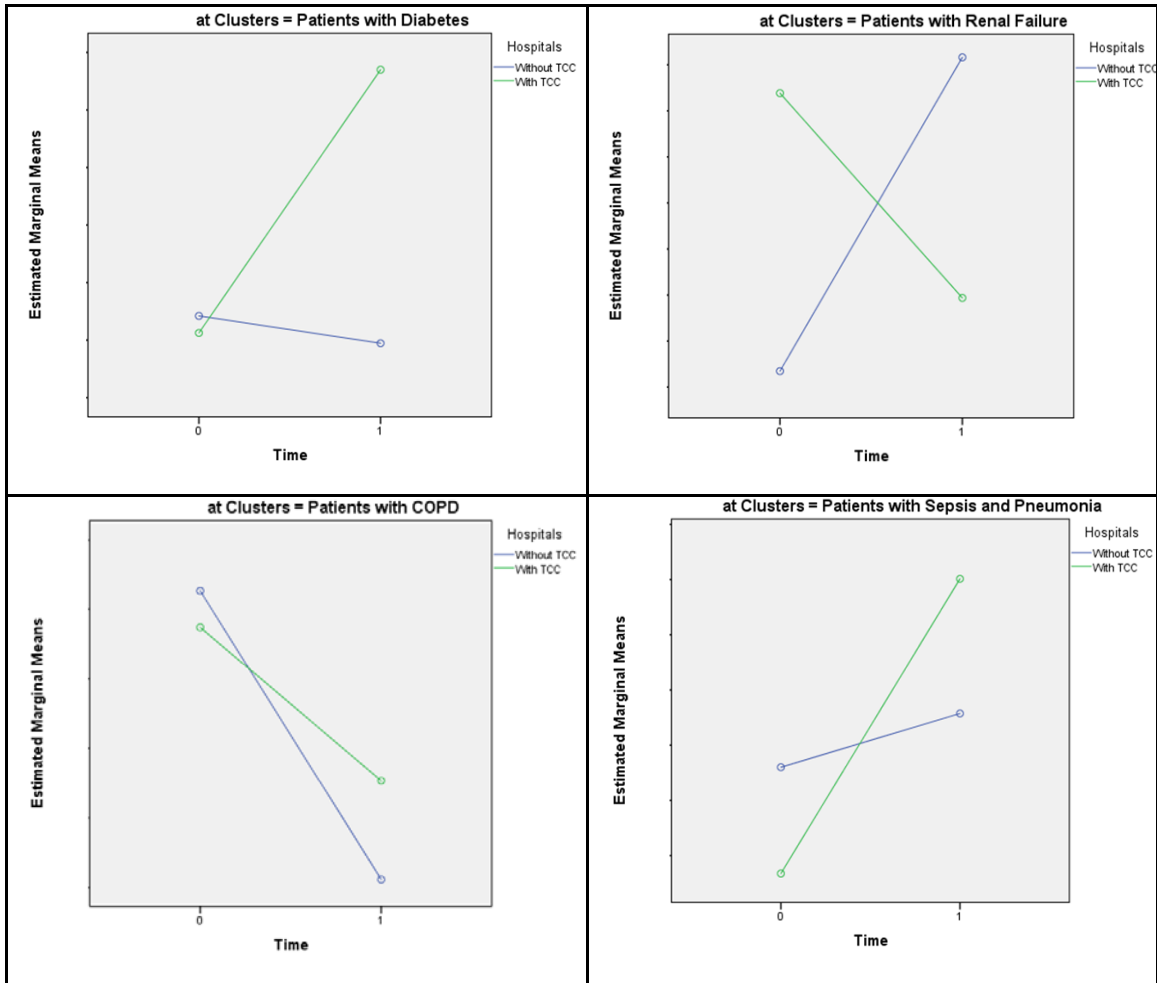 at Clusters = Patients with Diabetes
Hospitals
Without TCC
With TCC
Estimated Marginal Means
0
1
Time
at Clusters = Patients with Renal Failure
Hospitals
Without TCC
With TCC
Estimated Marginal Means
0
1
Time
at Clusters = Patients with COPD
Hospitals
Without TCC
With TCC
Estimated Marginal Means
0
1
Time
at Clusters = Patients with Sepsis and Pneumonia
Hospitals
Without TCC
With TCC
Estimated Marginal Means
0
1
Time